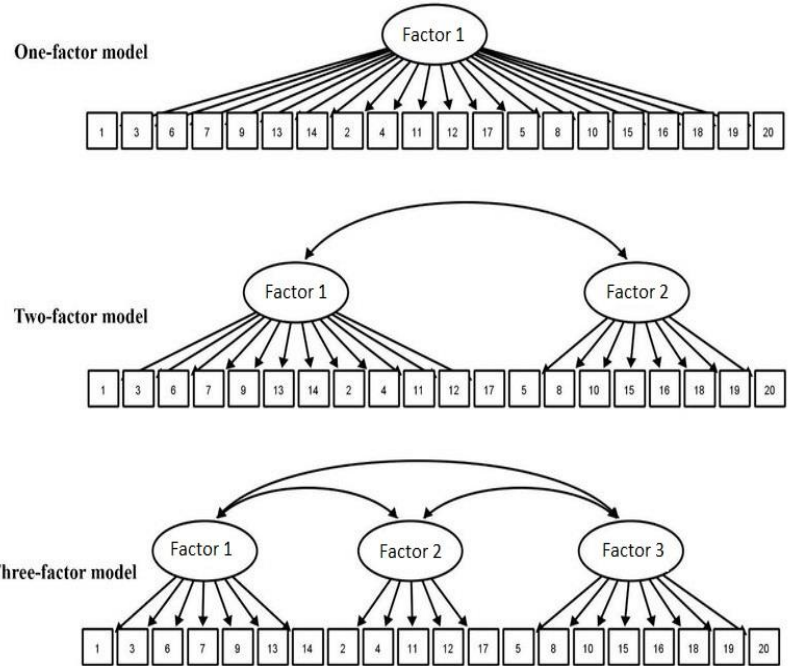 Factor 1
One-factor model
1 3 6 7 9 13 14 2 4 11 12 17 5 8 10 15 16 18 19 20
Factor 1 Factor 2
Two-factor model
1 3 6 7 9 13 14 2 4 11 12 17 5 8 10 15 16 18 19 20
Factor 1 Factor 2 Factor 3
hree-factor model
1 3 6 7 9 13 14 2 4 11 12 17 5 8 10 15 16 18 19 20